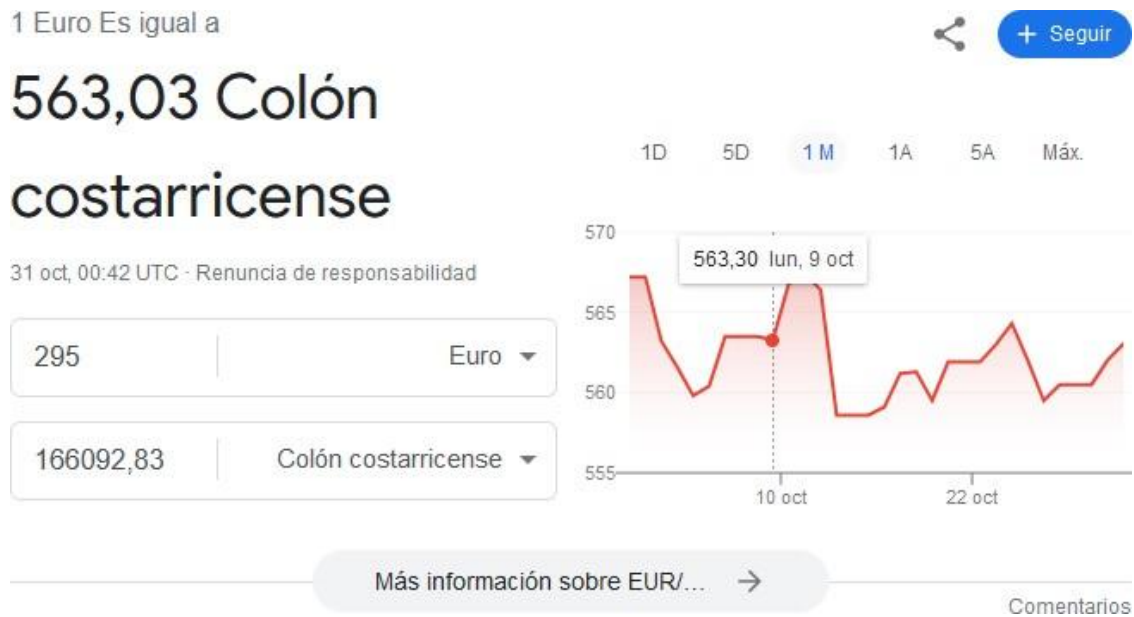 1 Euro Es igual a
+ Seguir
563,03 Colón
costarricense
31 oct, 00:42 UTC · Renuncia de responsabilidad
295 Euro
166092,83 Colón costarricense
1D 5D 1 M 1A 5A Máx.
570
563,30 lun, 9 oct
565
560
555
10 oct 22 oct
Más información sobre EUR/...
Comentarios